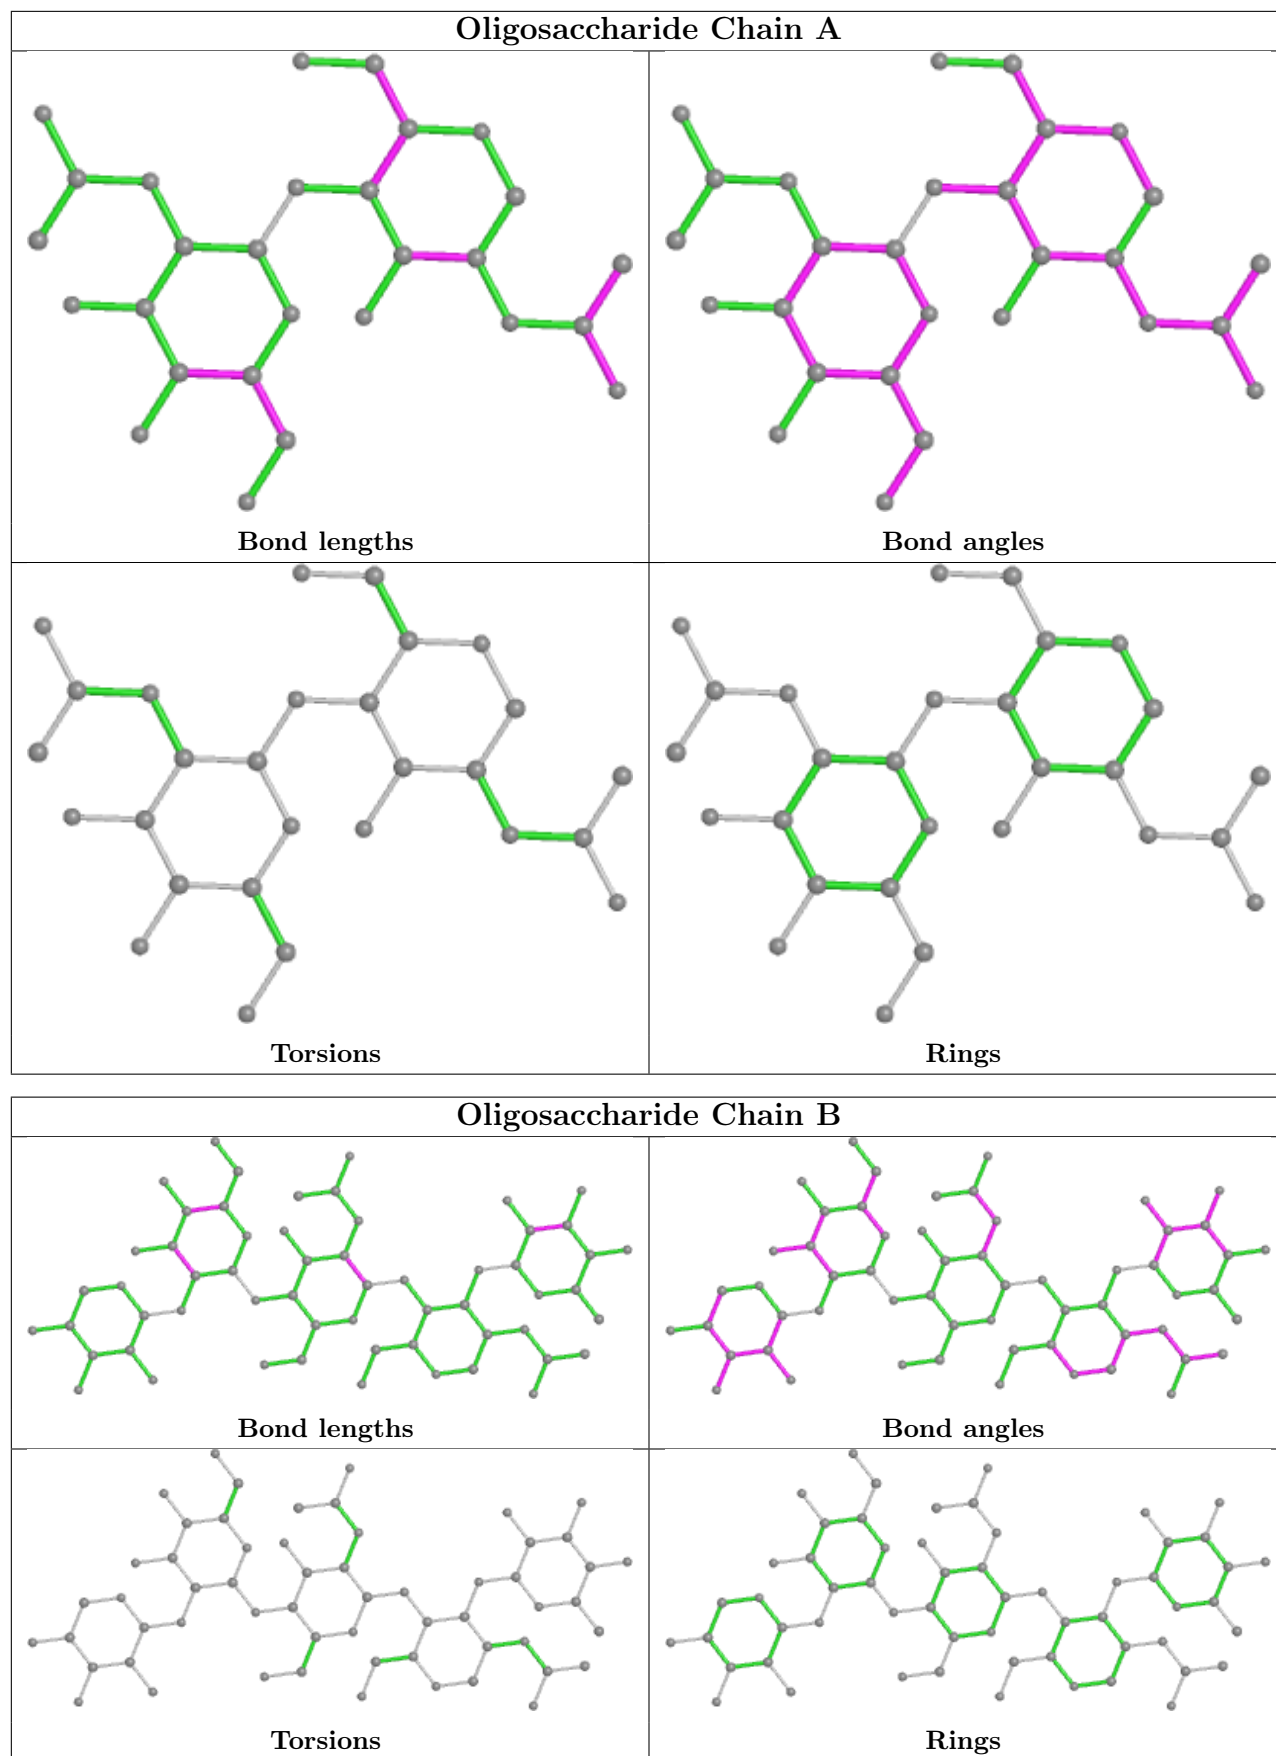 Oligosaccharide Chain A
Bond lengths
Bond angles
Torsions
Rings
Oligosaccharide Chain B
Bond lengths
Bond angles
Torsions
Rings